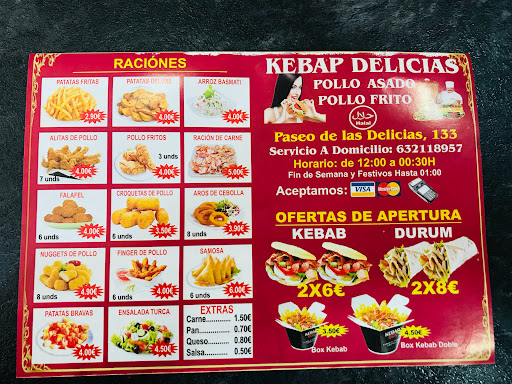 RACIÓNES
PATATAS FRITAS
2.90€
PATATAS DELUXE
4.00€
ARROZ BASMATI
4.00€
ALITAS DE POLLO
7 unds
4.00€
POLLO FRITOS
3 unds
4.00€
RACIÓN DE CARNE
5.00€
FALAFEL
6 unds
4.00€
CROQUETAS DE POLLO
6 unds
3.50€
AROS DE CEBOLLA
8 unds
3.90€
NUGGETS DE POLLO
8 unds
4.90€
FINGER DE POLLO
6 unds
4.00€
SAMOSA
6 unds
6.00€
PATATAS BRAVAS
4.00€
ENSALADA TURCA
4.50€
EXTRAS
Carne........... 1.50€
Pan............. 0.70€
Queso........ 0.80€
Salsa.......... 0.50€
KEBAP DELICIAS
POLLO ASADO
POLLO FRITO
حلال
Halal
Paseo de las Delicias, 133
Servicio A Domicilio: 632118957
Horario: de 12:00 a 00:30H
Fin de Semana y Festivos Hasta 01:00
Aceptamos:
VISA
MasterCard
OFERTAS DE APERTURA
KEBAB
2X6€
DURUM
2X8€
3.50€
Box Kebab
4.50€
Box Kebab Doble